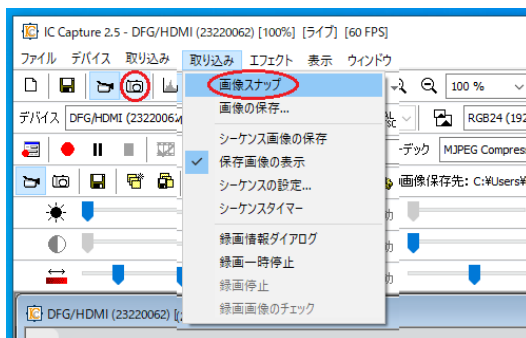 IC Capture 2.5 - DFG/HDMI (23220062) [100%] [ライブ] [60 FPS]
ファイル デバイス 取り込み 取り込み エフェクト 表示 ウィンドウ
画像スナップ
100 %
画像の保存...
デバイス DFG/HDMI (2322006
RGB24 (192
シーケンス画像の保存
保存画像の表示
ーデック MJPEG Compress
シーケンスの設定...
画像保存先: C:¥Users¥
シーケンスタイマー
録画情報ダイアログ
録画一時停止
録画停止
録画画像のチェック
DFG/HDMI (23220062) [